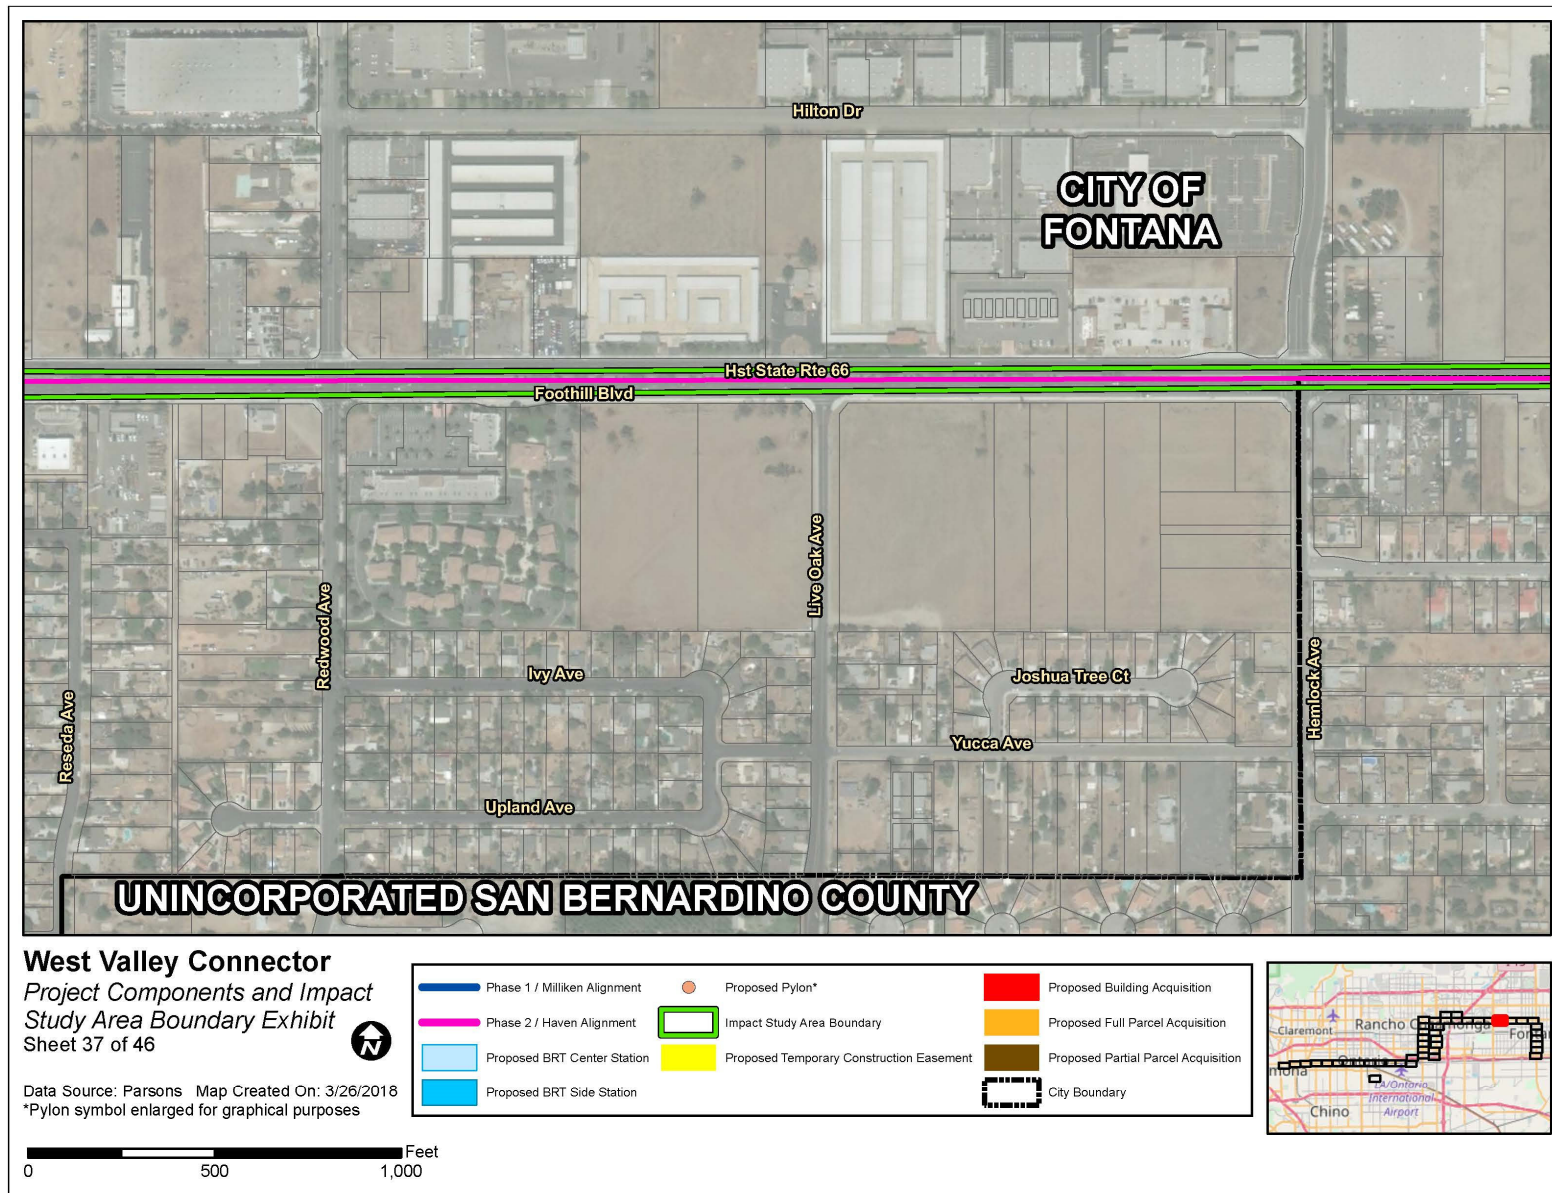 Hilton Dr
CITY OF
FONTANA
Hst State Rte 66
Foothill Blvd
Live Oak Ave
Redwood Ave
Ivy Ave
Joshua Tree Ct
Hemlock Ave
Reseda Ave
Yucca Ave
Upland Ave
UNINCORPORATED SAN BERNARDINO COUNTY
West Valley Connector
Project Components and Impact
Study Area Boundary Exhibit
Sheet 37 of 46
N
Data Source: Parsons Map Created On: 3/26/2018
*Pylon symbol enlarged for graphical purposes
Feet
0 500 1,000
Phase 1 / Milliken Alignment
Phase 2 / Haven Alignment
Proposed BRT Center Station
Proposed BRT Side Station
Proposed Pylon*
Impact Study Area Boundary
Proposed Temporary Construction Easement
Proposed Building Acquisition
Proposed Full Parcel Acquisition
Proposed Partial Parcel Acquisition
City Boundary
Claremont
Rancho
Ontario
LA/Ontario
International
Airport
Chino